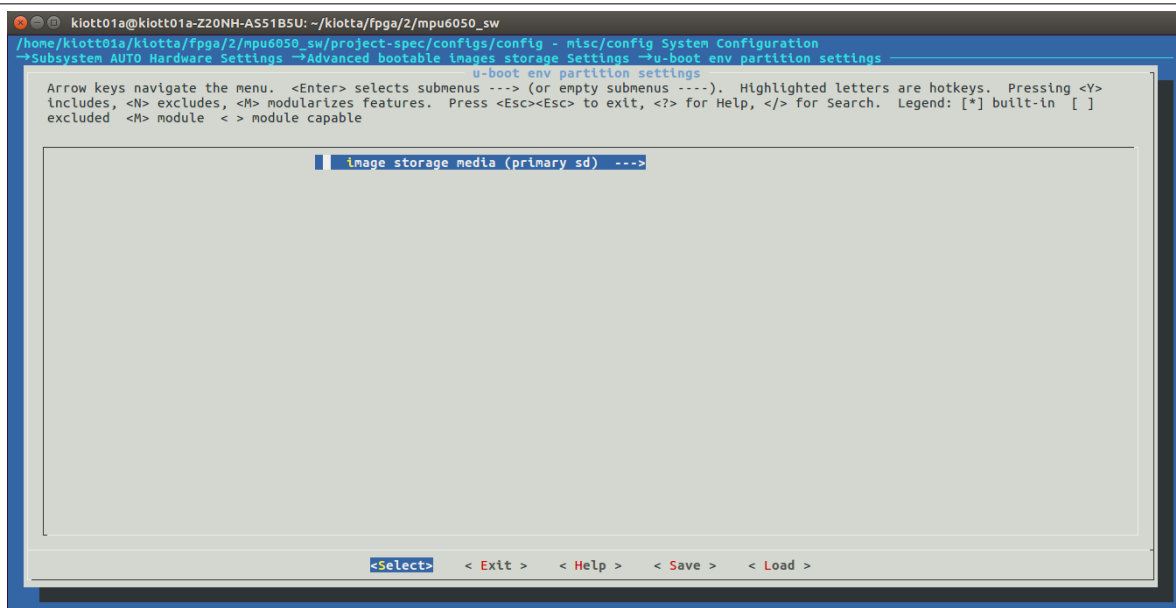 kiott01a@kiott01a-Z20NH-AS51B5U: ~/kiotta/fpga/2/mpu6050_sw
/home/kiott01a/kiotta/fpga/2/mpu6050_sw/project-spec/configs/config - misc/config System Configuration
→Subsystem AUTO Hardware Settings →Advanced bootable images storage Settings →u-boot env partition settings
u-boot env partition settings
Arrow keys navigate the menu.  <Enter> selects submenus ---> (or empty submenus ----).  Highlighted letters are hotkeys.  Pressing <Y>
includes, <N> excludes, <M> modularizes features.  Press <Esc><Esc> to exit, <?> for Help, </> for Search.  Legend: [*] built-in  [ ]
excluded  <M> module  < > module capable
image storage media (primary sd)  --->
<Select>    < Exit >    < Help >    < Save >    < Load >